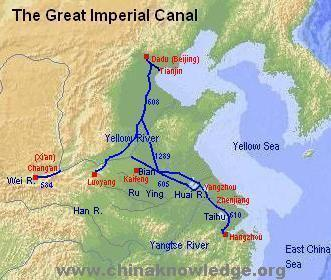 The Great Imperial Canal
Dadu (Beijing)
Tianjin
608
Yellow River
Yellow Sea
1289
(Xi'an)
Chang'an
Wei R.
584
Luoyang
Kaifeng
Bian
605
Ru Ying
Huai R.
Yangzhou
Zhenjiang
Han R.
Taihu
610
Yangtse River
Hangzhou
East China
Sea
www.chinaknowledge.org